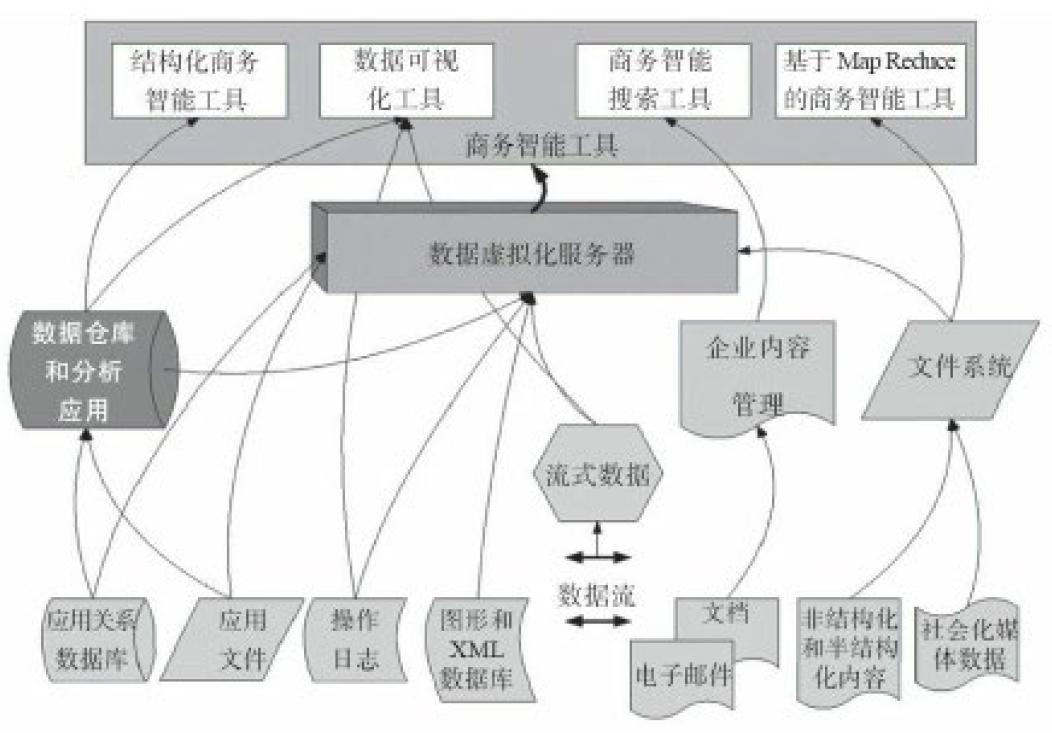 结构化商务
智能工具
数据可视
化工具
商务智能
搜索工具
基于 Map Reduce
的商务智能工具
商务智能工具
数据虚拟化服务器
数据仓库
和分析
应用
企业内容
管理
文件系统
流式数据
数据流
应用关系
数据库
应用
文件
操作
日志
图形和
XML
数据库
文档
电子邮件
非结构化
和半结构
化内容
社会化媒
体数据